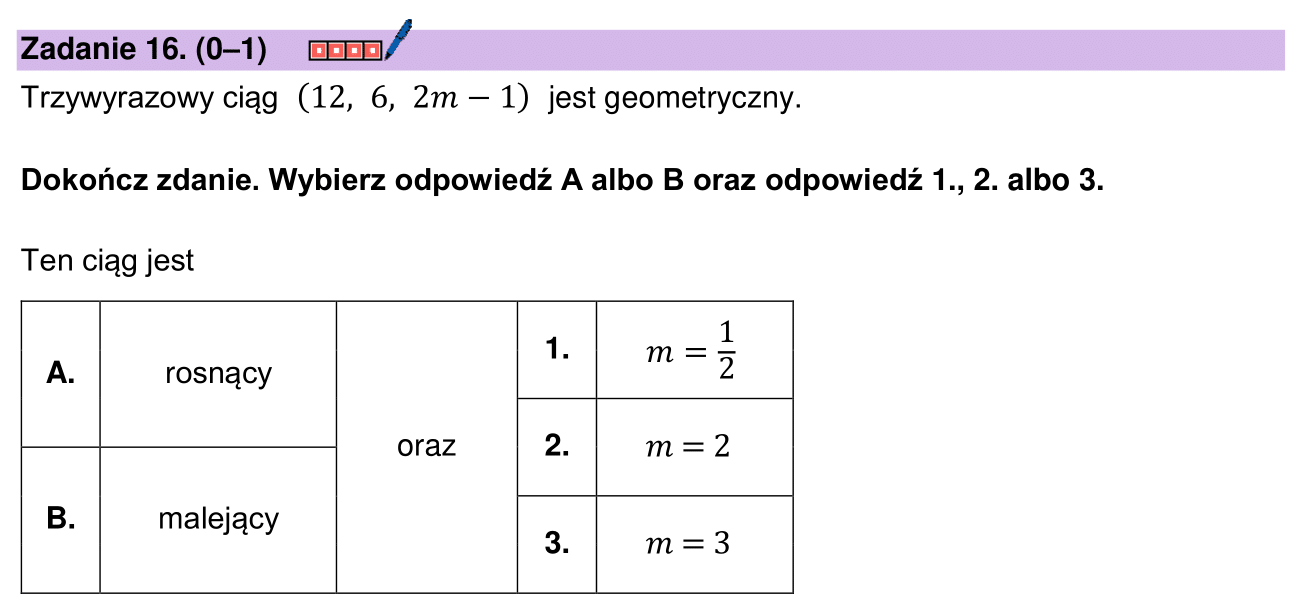 Zadanie 16. (0–1)
Trzywyrazowy ciąg (12, 6, 2m − 1) jest geometryczny.
Dokończ zdanie. Wybierz odpowiedź A albo B oraz odpowiedź 1., 2. albo 3.
Ten ciąg jest
A. rosnący
B. malejący
oraz
1. m = 1/2
2. m = 2
3. m = 3